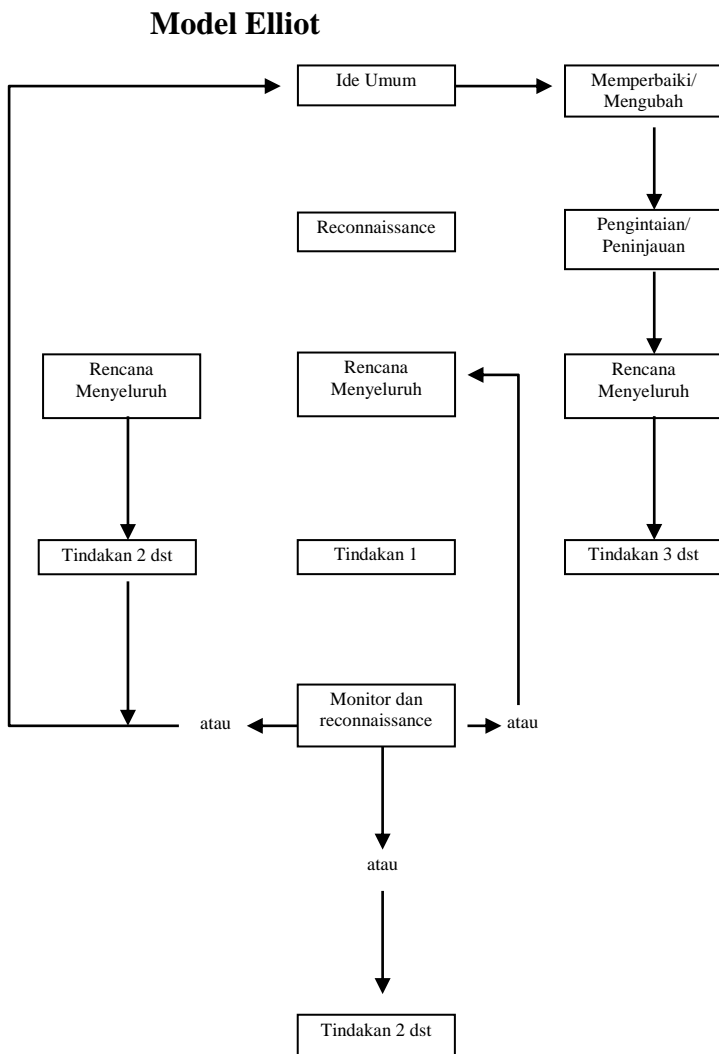 Model Elliot
Ide Umum
Memperbaiki/
Mengubah
Reconnaissance
Pengintaian/
Peninjauan
Rencana
Menyeluruh
Rencana
Menyeluruh
Rencana
Menyeluruh
Tindakan 2 dst
Tindakan 1
Tindakan 3 dst
Monitor dan
reconnaissance
atau
atau
atau
Tindakan 2 dst